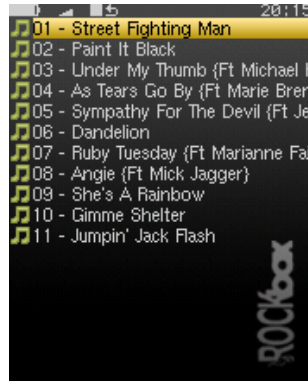 20:15
01 - Street Fighting Man
02 - Paint It Black
03 - Under My Thumb {Ft Michael
04 - As Tears Go By {Ft Marie
05 - Sympathy For The Devil {Ft
06 - Dandelion
07 - Ruby Tuesday {Ft Marianne
08 - Angie {Ft Mick Jagger}
09 - She's A Rainbow
10 - Gimme Shelter
11 - Jumpin' Jack Flash
ROCKbox